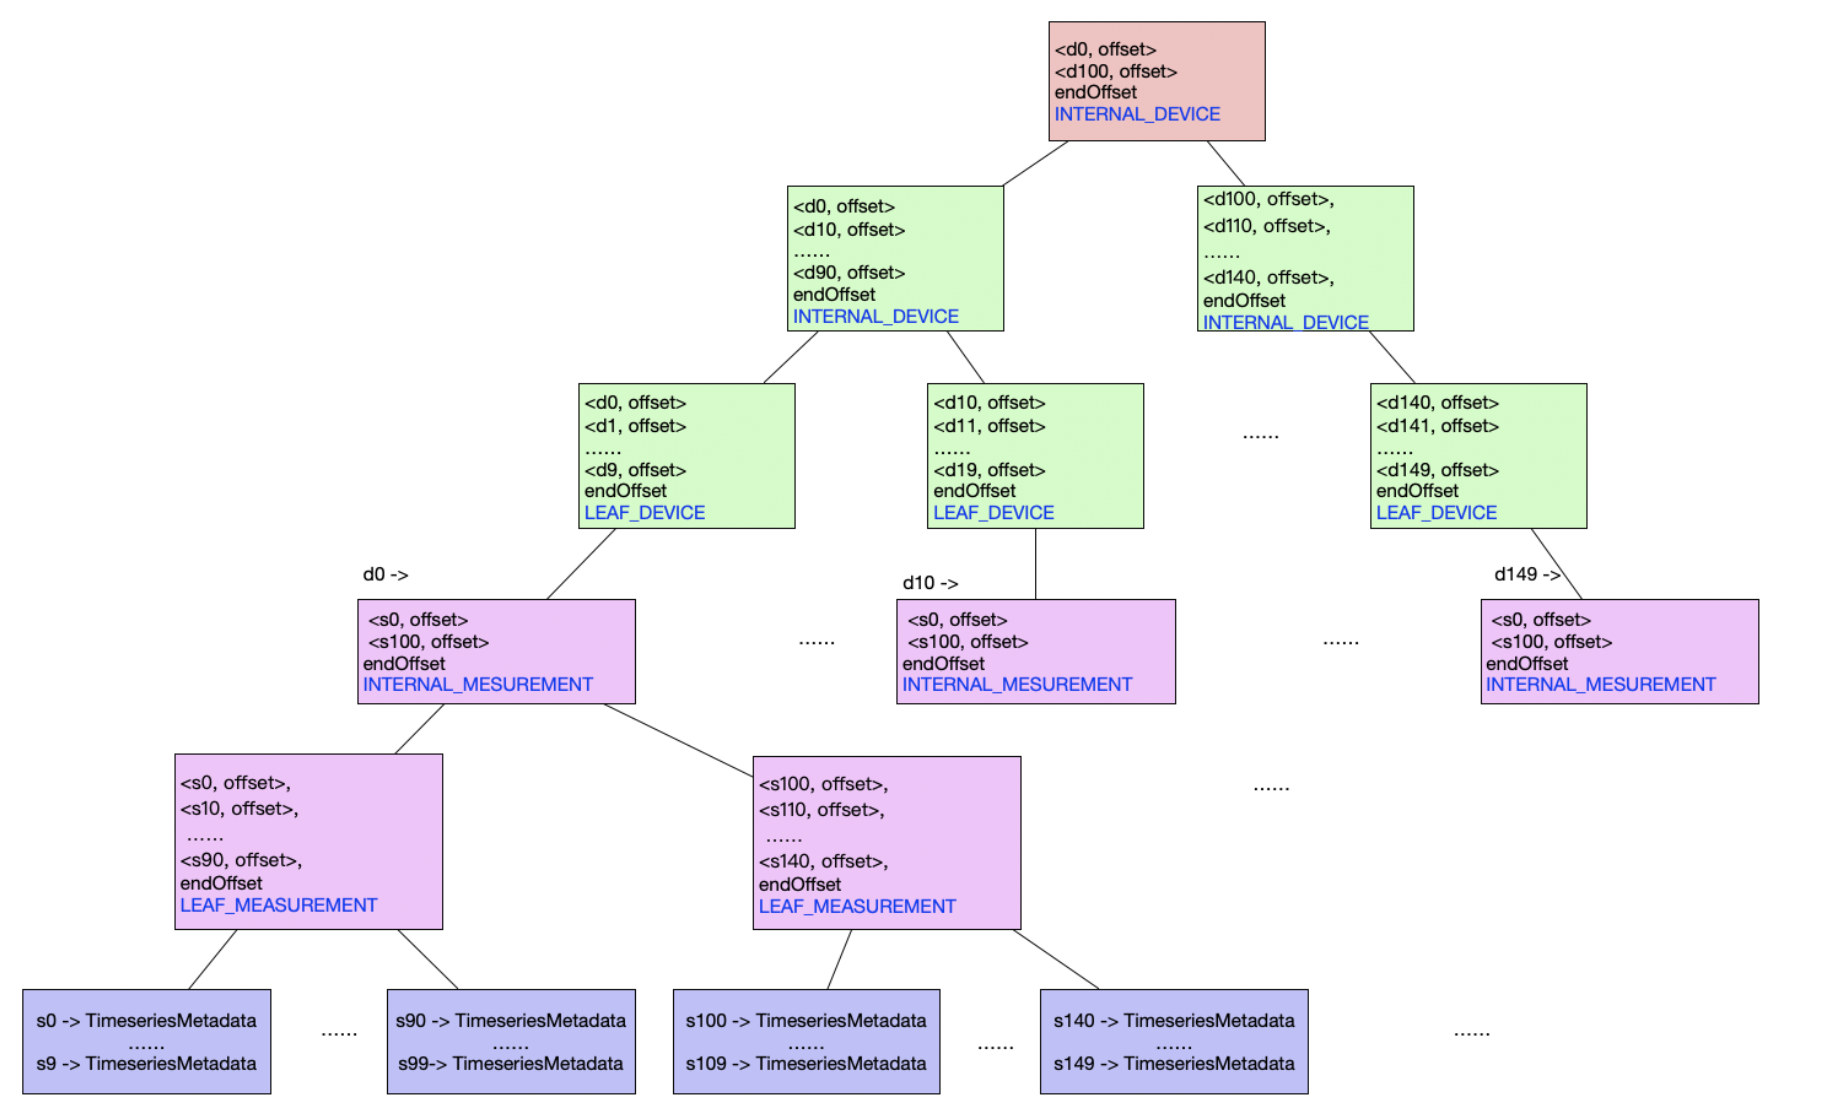 <d0, offset>
<d100, offset>
endOffset
INTERNAL_DEVICE
<d0, offset>
<d10, offset>
......
<d90, offset>
endOffset
INTERNAL_DEVICE
<d100, offset>,
<d110, offset>,
......
<d140, offset>,
endOffset
INTERNAL_DEVICE
<d0, offset>
<d1, offset>
......
<d9, offset>
endOffset
LEAF_DEVICE
<d10, offset>
<d11, offset>
......
<d19, offset>
endOffset
LEAF_DEVICE
......
<d140, offset>
<d141, offset>
......
<d149, offset>
endOffset
LEAF_DEVICE
d0 ->
<s0, offset>
<s100, offset>
endOffset
INTERNAL_MESUREMENT
......
d10 ->
<s0, offset>
<s100, offset>
endOffset
INTERNAL_MESUREMENT
......
d149 ->
<s0, offset>
<s100, offset>
endOffset
INTERNAL_MESUREMENT
<s0, offset>,
<s10, offset>,
......
<s90, offset>,
endOffset
LEAF_MEASUREMENT
<s100, offset>,
<s110, offset>,
......
<s140, offset>,
endOffset
LEAF_MEASUREMENT
......
s0 -> TimeseriesMetadata
......
s9 -> TimeseriesMetadata
......
s90 -> TimeseriesMetadata
......
s99-> TimeseriesMetadata
s100 -> TimeseriesMetadata
......
s109 -> TimeseriesMetadata
......
s140 -> TimeseriesMetadata
......
s149 -> TimeseriesMetadata
......